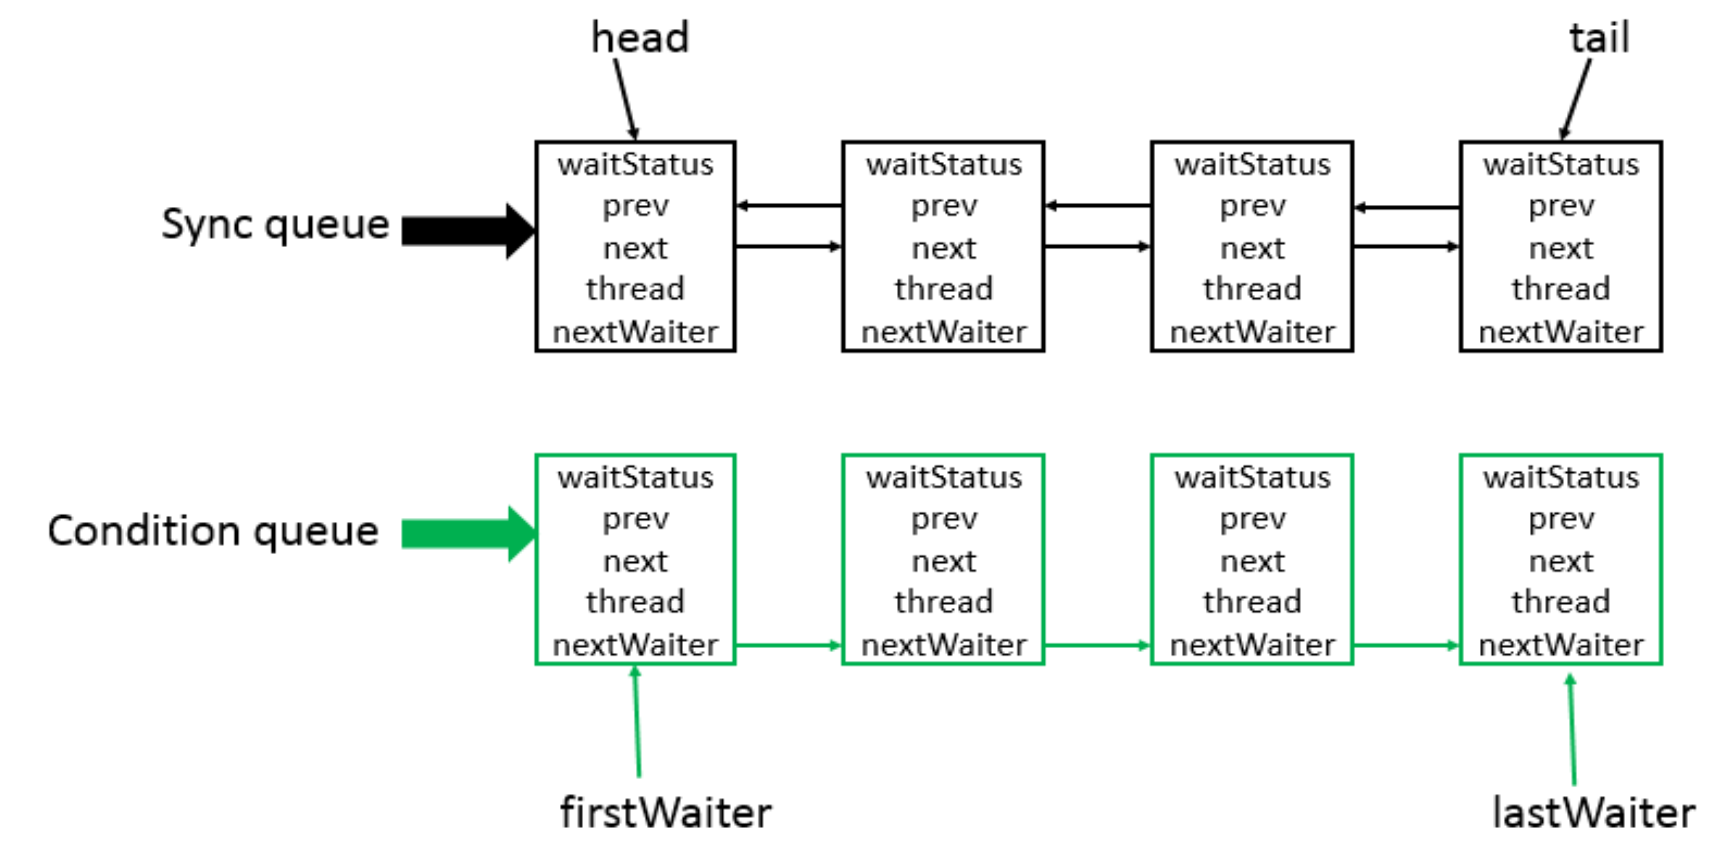 head
tail
Sync queue
waitStatus
prev
next
thread
nextWaiter
waitStatus
prev
next
thread
nextWaiter
waitStatus
prev
next
thread
nextWaiter
waitStatus
prev
next
thread
nextWaiter
Condition queue
waitStatus
prev
next
thread
nextWaiter
waitStatus
prev
next
thread
nextWaiter
waitStatus
prev
next
thread
nextWaiter
waitStatus
prev
next
thread
nextWaiter
firstWaiter
lastWaiter